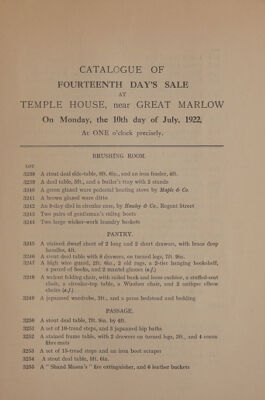 CATALOGUE OF
FOURTEENTH DAY'S SALE
AT
TEMPLE HOUSE, near GREAT MARLOW
On Monday, the 10th day of July, 1922,
At ONE o'clock precisely.
BRUSHING ROOM.
LOT
3238 A stout deal side-table, 8ft. 6in., and an iron fender, 4ft.
3239 A deal table, 5ft., and a butler's tray with 2 stands
3240 A green glazed ware pedestal heating stove by Maple & Co.
3241 A brown glazed ware ditto
3242 An 8-day dial in circular case, by Henley & Co., Regent Street
3243 Two pairs of gentleman's riding boots
3244 Two large wicker-work laundry baskets
PANTRY.
3245 A stained dwarf chest of 2 long and 2 short drawers, with brass drop
handles, 4ft.
3246 A stout deal table with 8 drawers, on turned leg, 7ft. 9in.
3247 A high wire guard, 2ft. 6in., 2 old rugs, a 3-tier hanging bookshelf,
a parcel of books, and 2 mantel glasses (a.f.)
3248 A walnut folding chair, with railed back and loose cushion, a stuffed-seat
chair, a circular-top table, a Windsor chair, and 2 antique elbow
chairs (a.f.)
3249 A japanned wardrobe, 3ft., and a press bedstead and bedding
PASSAGE.
3250 A stout deal table, 7ft. 9in. by 4ft.
3251 A set of 10-tread steps, and 3 japanned hip baths
3252 A stained frame table, with 2 drawers on turned legs, 3ft., and 4 cocoa
fibre mats
3253 A set of 15-tread steps and an iron boot scraper
3254 A stout deal table, 5ft. 6in.
3255 A " Shand Mason's " fire extinguisher, and 6 leather buckets